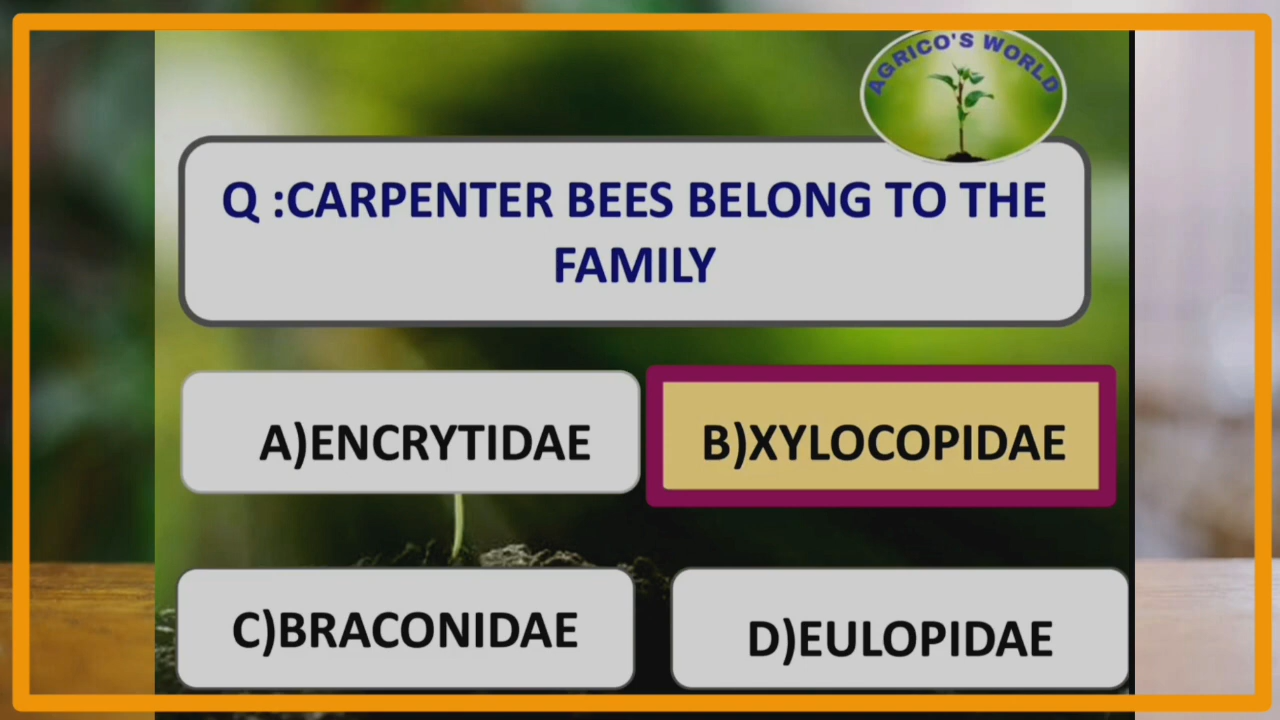 AGRICO'S WORLD
Q :CARPENTER BEES BELONG TO THE
FAMILY
A)ENCRYTIDAE
B)XYLOCOPIDAE
C)BRACONIDAE
D)EULOPIDAE